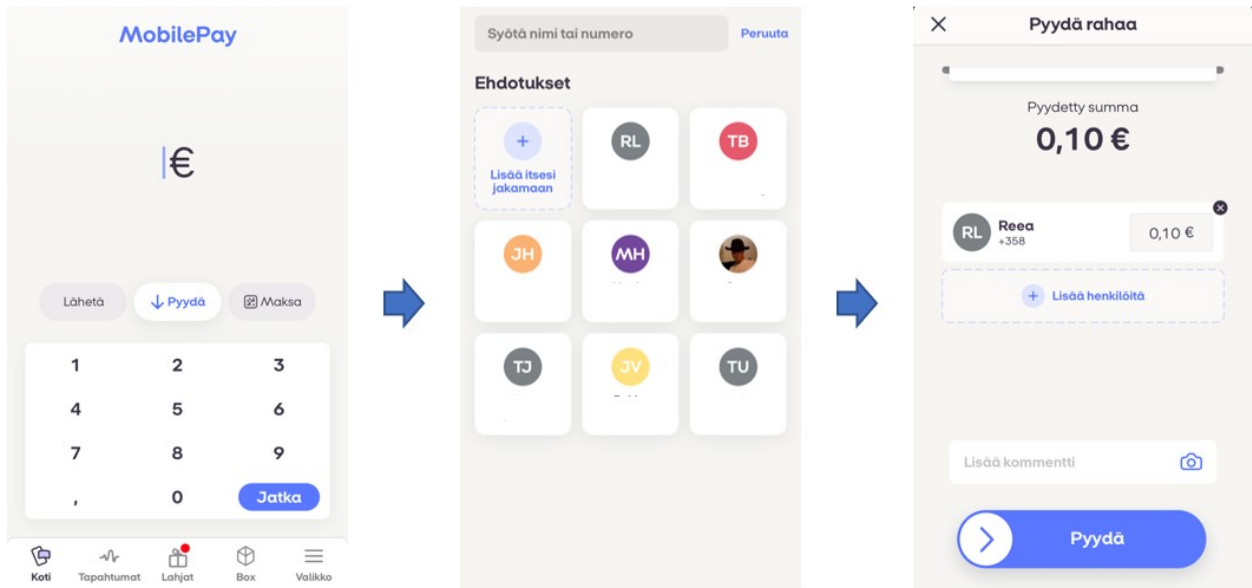 MobilePay
€
Lähetä
Pyydä
Maksa
1 2 3
4 5 6
7 8 9
, 0 Jatka
Koti Tapahtumat Lahjat Box Valikko
Syötä nimi tai numero Peruuta
Ehdotukset
+ RL TB
Lisää itsesi
jakamaan
JH MH
TJ JV TU
Pyydä rahaa
Pyydetty summa
0,10 €
RL Reea 0,10 €
+358
+ Lisää henkilöitä
Lisää kommentti
Pyydä